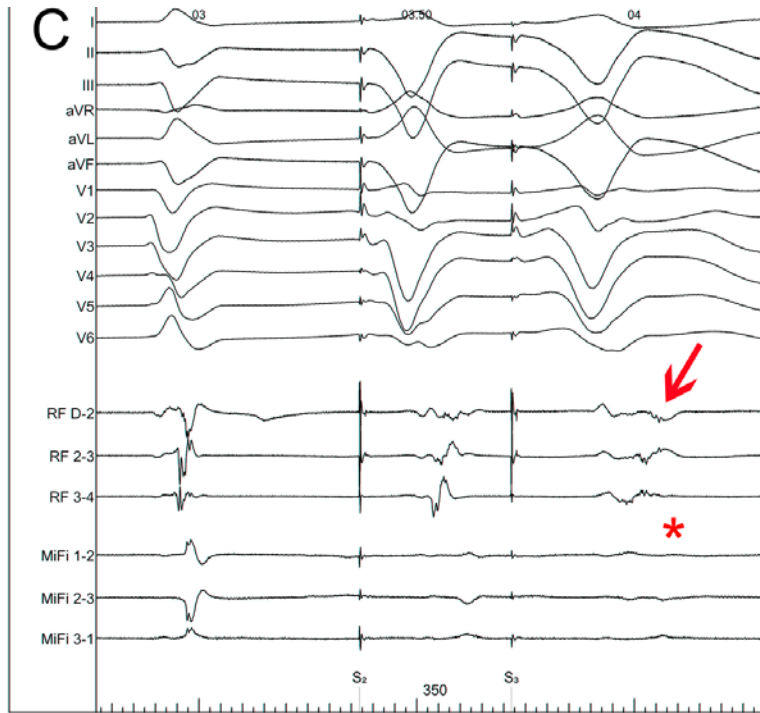 C
03 03.50 04
I
II
III
aVR
aVL
aVF
V1
V2
V3
V4
V5
V6
RF D-2
RF 2-3
RF 3-4
*
MiFi 1-2
MiFi 2-3
MiFi 3-1
S2 S3
350